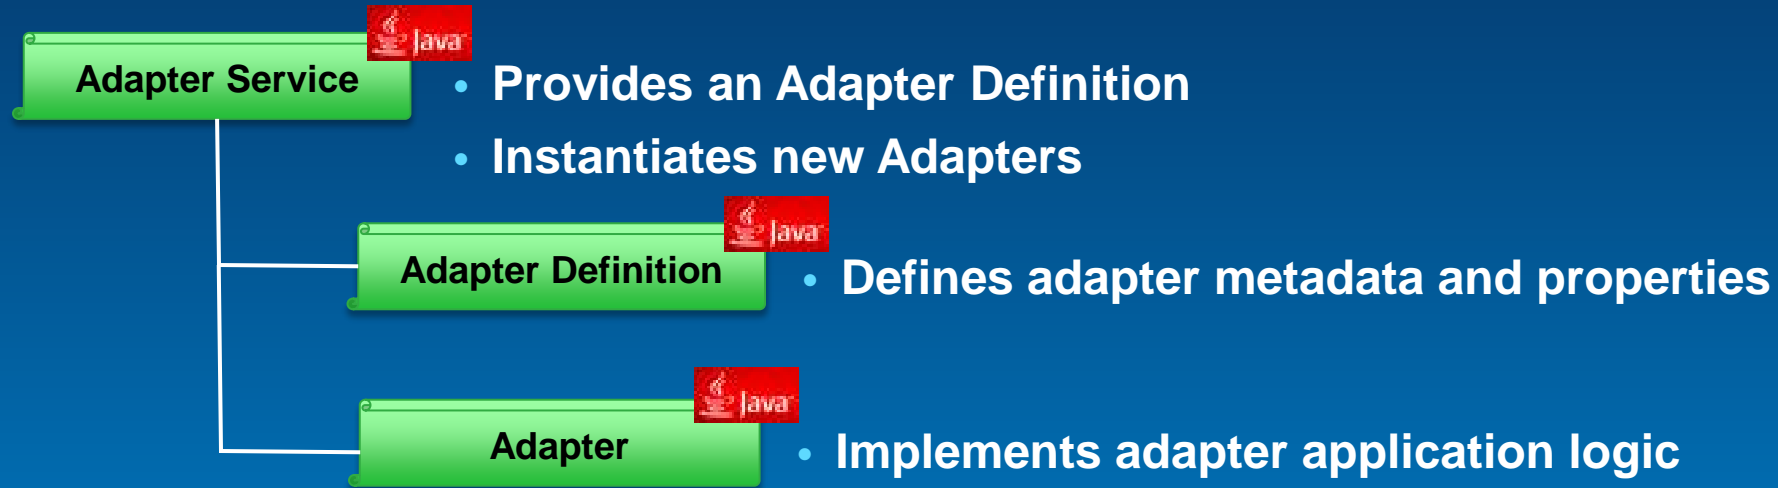 Java
Adapter Service
• Provides an Adapter Definition
• Instantiates new Adapters
Java
Adapter Definition
• Defines adapter metadata and properties
Java
Adapter
• Implements adapter application logic